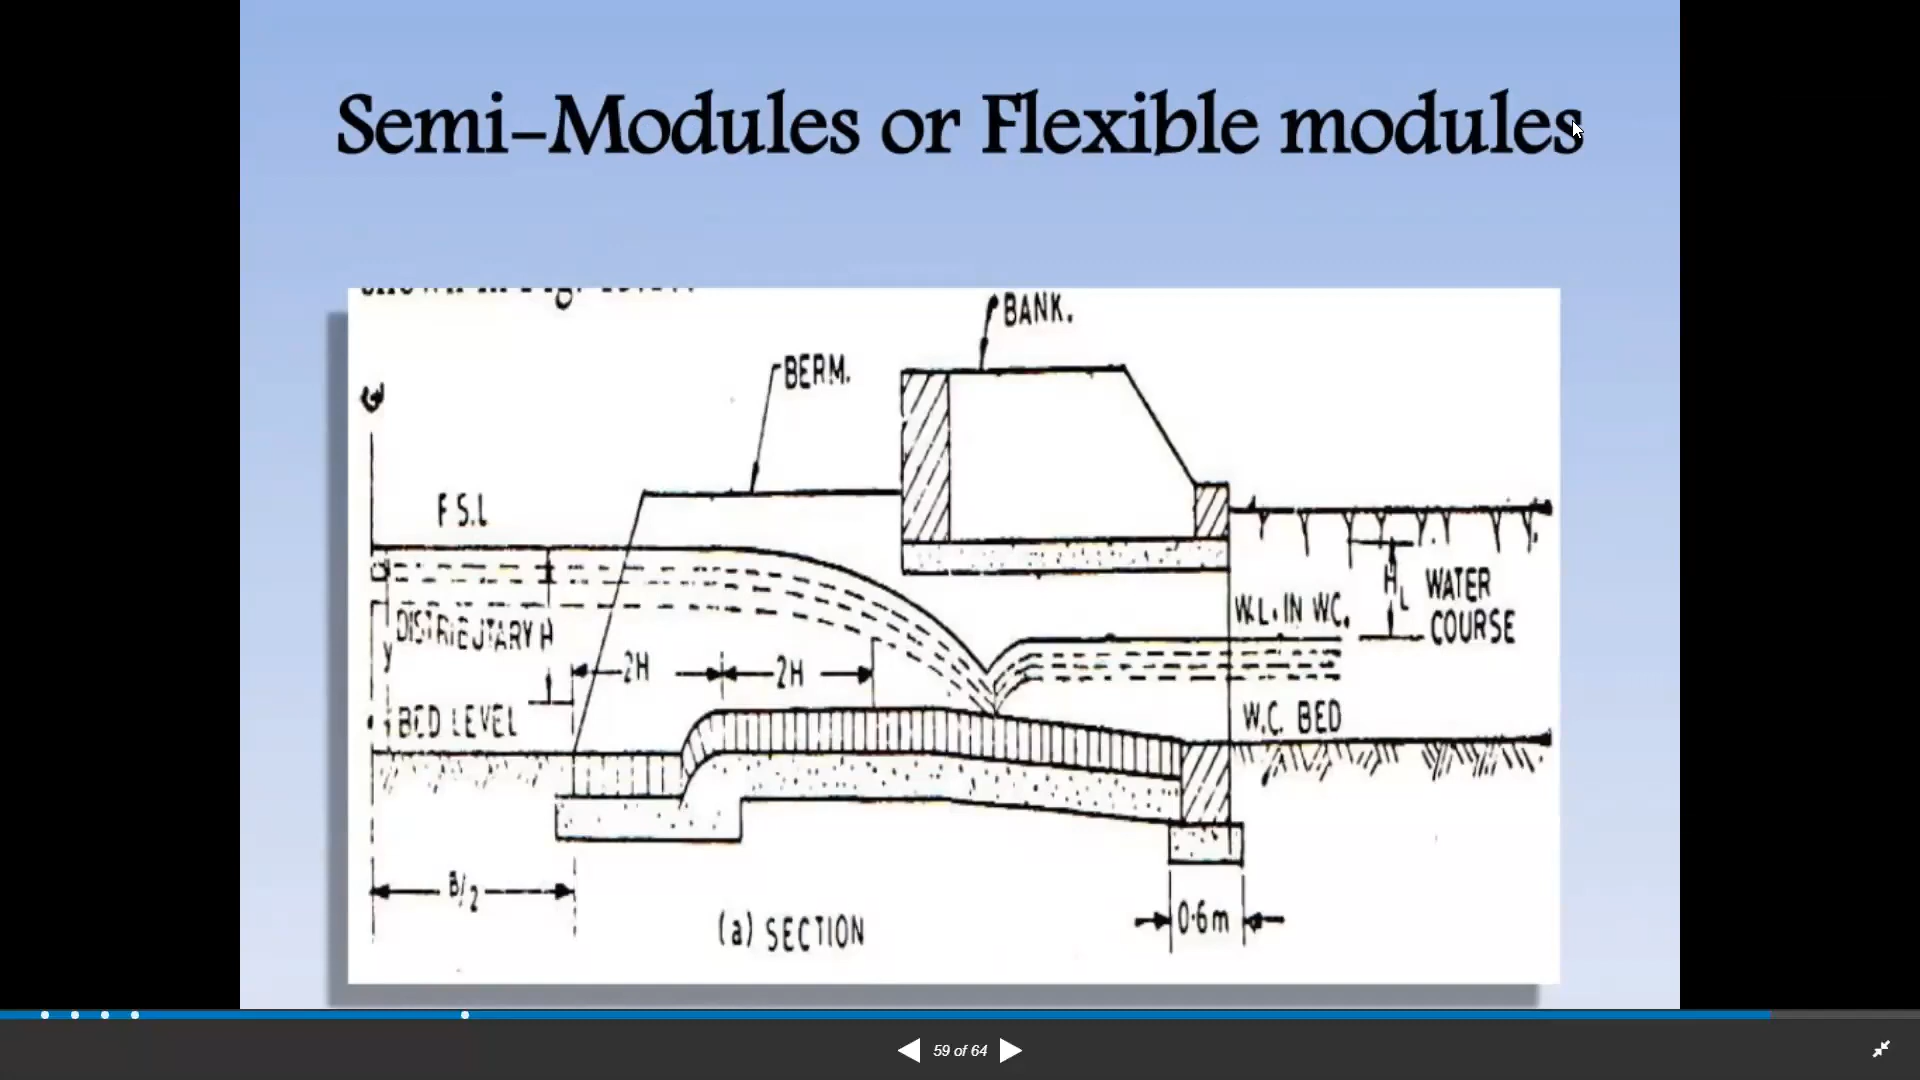 Semi-Modules or Flexible modules
BANK.
BERM.
F S.L
WATER
COURSE
H L
W.L. IN W.C.
DISTRIBUTARY H
y
2H
2H
BED LEVEL
W.C. BED
B/2
0·6m
(a) SECTION
59 of 64